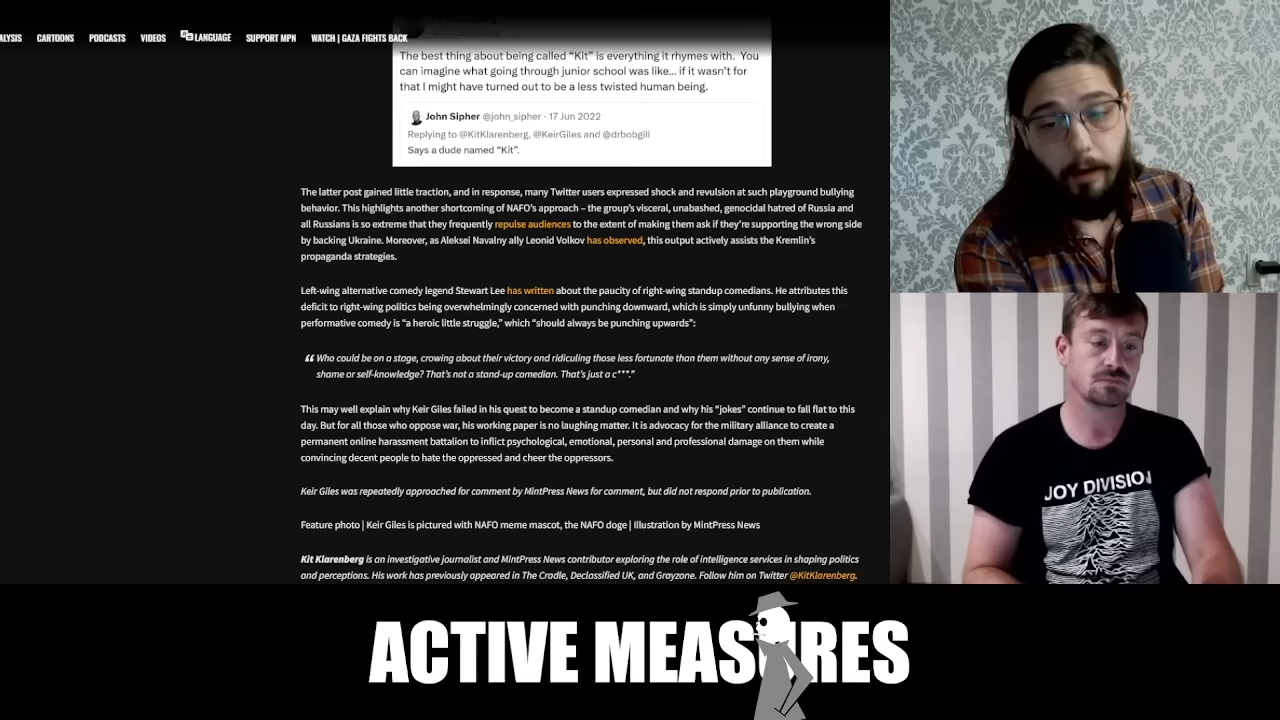 ALYSIS CARTOONS PODCASTS VIDEOS LANGUAGE SUPPORT MPN WATCH | GAZA FIGHTS BACK
The best thing about being called “Kit” is everything it rhymes with. You
can imagine what going through junior school was like... if it wasn’t for
that I might have turned out to be a less twisted human being.
John Sipher @john_sipher · 17 Jun 2022
Replying to @KitKlarenberg, @KeirGiles and @drbobgill
Says a dude named “Kit”.
The latter post gained little traction, and in response, many Twitter users expressed shock and revulsion at such playground bullying
behavior. This highlights another shortcoming of NAFO’s approach – the group’s visceral, unabashed, genocidal hatred of Russia and
all Russians is so extreme that they frequently repulse audiences to the extent of making them ask if they’re supporting the wrong side
by backing Ukraine. Moreover, as Aleksei Navalny ally Leonid Volkov has observed, this output actively assists the Kremlin’s
propaganda strategies.
Left-wing alternative comedy legend Stewart Lee has written about the paucity of right-wing standup comedians. He attributes this
deficit to right-wing politics being overwhelmingly concerned with punching downward, which is simply unfunny bullying when
performative comedy is “a heroic little struggle,” which “should always be punching upwards”:
“ Who could be on a stage, crowing about their victory and ridiculing those less fortunate than them without any sense of irony,
shame or self-knowledge? That’s not a stand-up comedian. That’s just a c***.”
This may well explain why Keir Giles failed in his quest to become a standup comedian and why his “jokes” continue to fall flat to this
day. But for all those who oppose war, his working paper is no laughing matter. It is advocacy for the military alliance to create a
permanent online harassment battalion to inflict psychological, emotional, personal and professional damage on them while
convincing decent people to hate the oppressed and cheer the oppressors.
Keir Giles was repeatedly approached for comment by MintPress News for comment, but did not respond prior to publication.
Feature photo | Keir Giles is pictured with NAFO meme mascot, the NAFO doge | Illustration by MintPress News
Kit Klarenberg is an investigative journalist and MintPress News contributor exploring the role of intelligence services in shaping politics
and perceptions. His work has previously appeared in The Cradle, Declassified UK, and Grayzone. Follow him on Twitter @KitKlarenberg.
JOY DIVISION
ACTIVE MEASURES